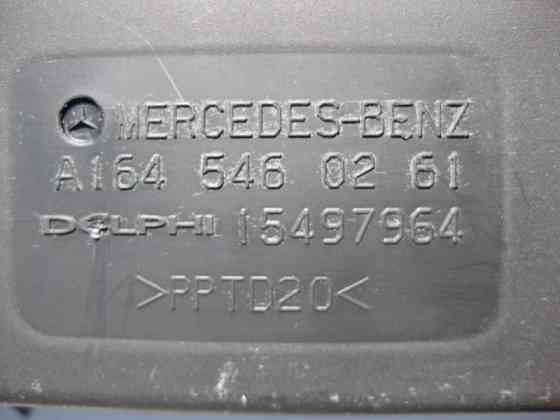 MERCEDES-BENZ
A164 546 02 61
DELPHI 15497964
>PPTD20<